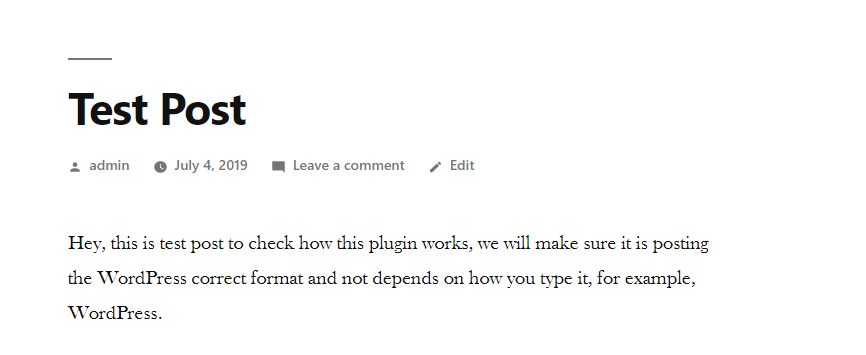 Test Post
admin July 4, 2019 Leave a comment Edit
Hey, this is test post to check how this plugin works, we will make sure it is posting
the WordPress correct format and not depends on how you type it, for example,
WordPress.